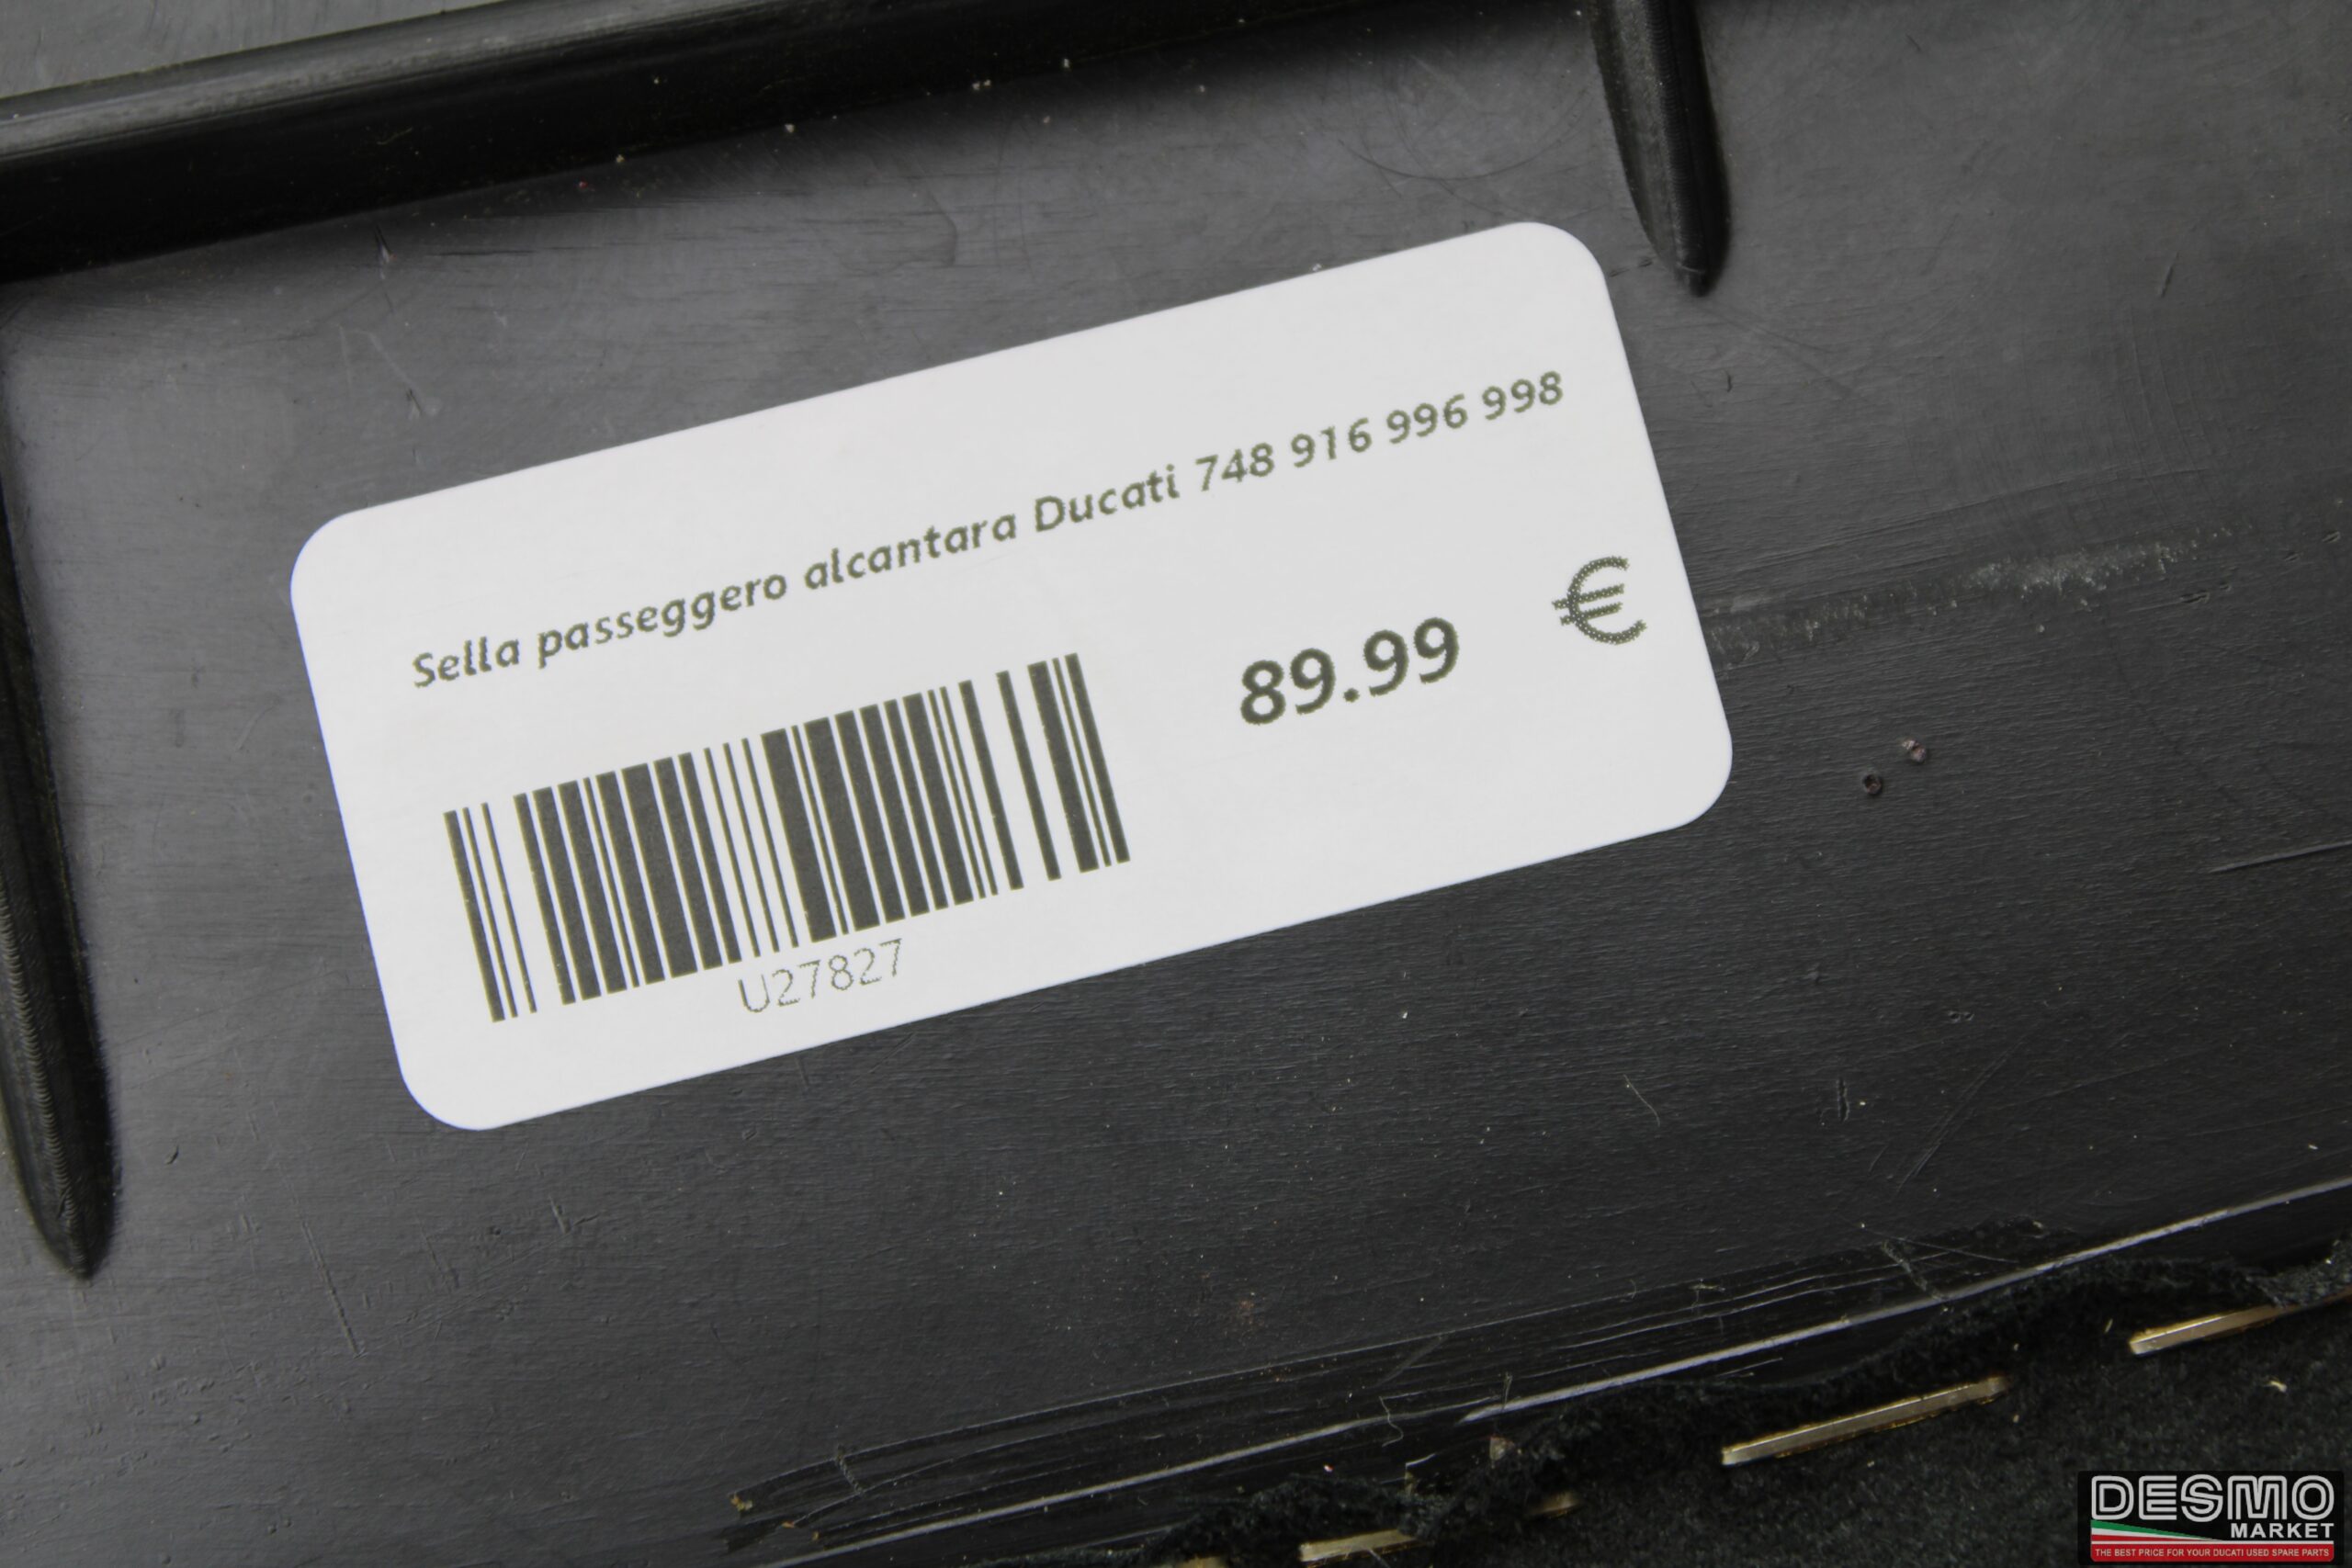 Sella passeggero alcantara Ducati 748 916 996 998
89.99 €
U27827
DESMO
MARKET
THE BEST PRICE FOR YOUR DUCATI USED SPARE PARTS